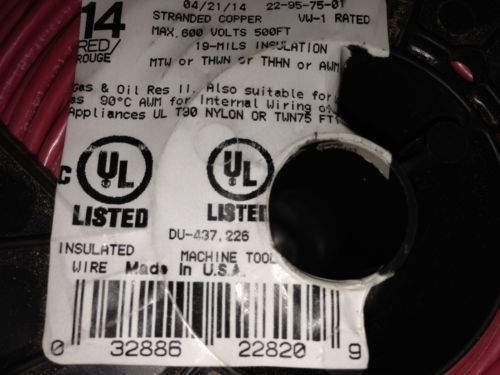 14
RED/
ROUGE
04/21/14 22-95-75-01
STRANDED COPPER VW-1 RATED
MAX. 600 VOLTS 500FT
19-MILS INSULATION
MTW or THWN or THHN or AWM
Gas & Oil Res II. Also suitable for
as 90°C AWM for Internal Wiring of
Appliances UL T90 NYLON OR TWN75 FT
C UL LISTED
UL LISTED
DU-437,226
INSULATED MACHINE TOOL
WIRE Made In U.S.A.
0 32886 22820 9